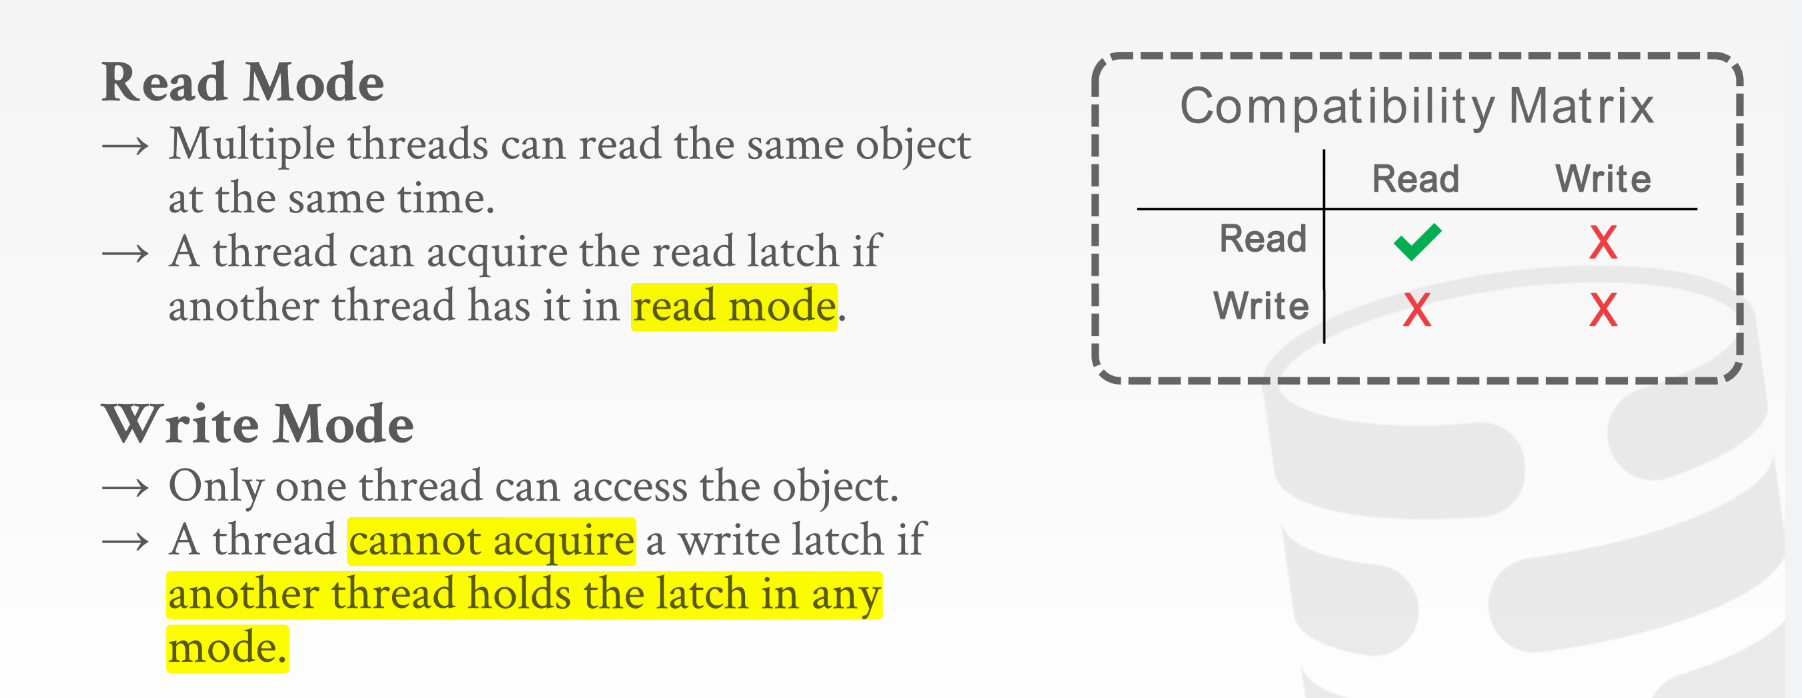 Read Mode
→ Multiple threads can read the same object
at the same time.
→ A thread can acquire the read latch if
another thread has it in read mode.
Write Mode
→ Only one thread can access the object.
→ A thread cannot acquire a write latch if
another thread holds the latch in any
mode.
Compatibility Matrix
Read Write
Read ✔ X
Write X X